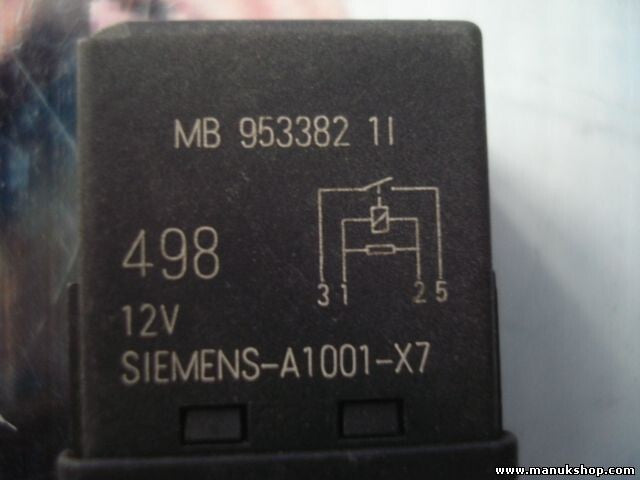 MB 953382 1I
498
3 1 2 5
12V
SIEMENS-A1001-X7
www.manukshop.com